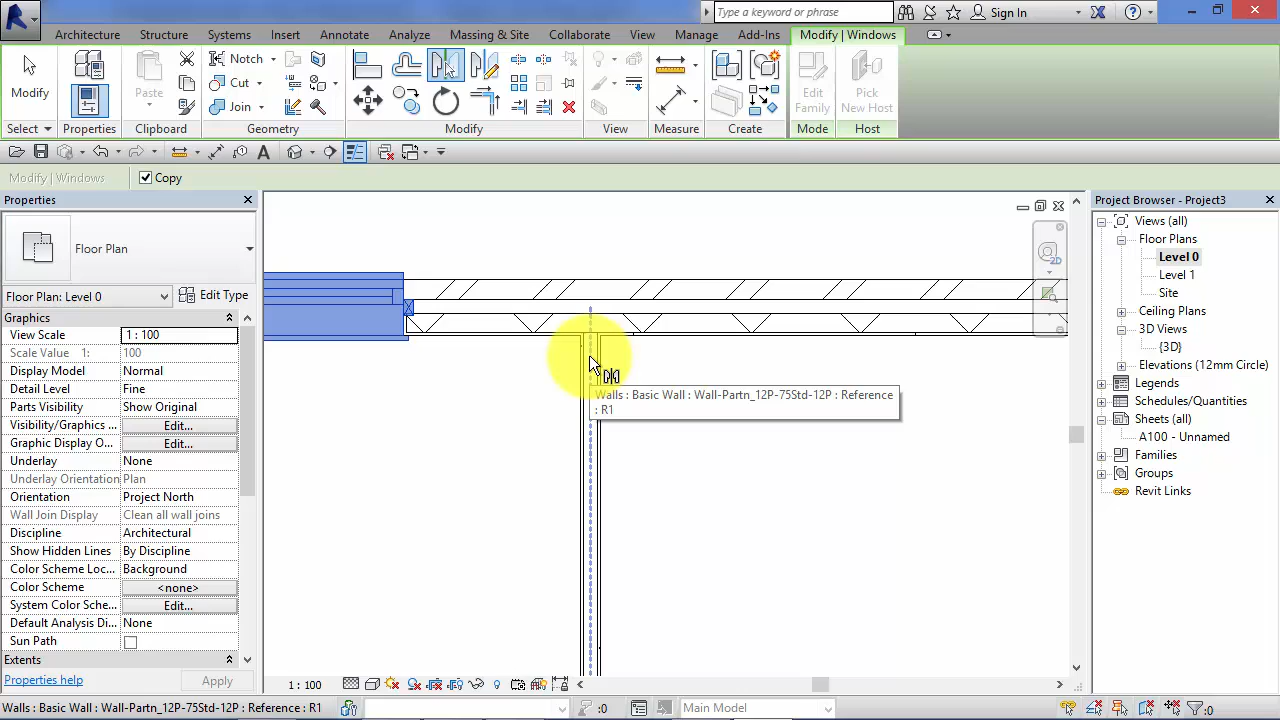 Type a keyword or phrase
Sign In
Architecture Structure Systems Insert Annotate Analyze Massing & Site Collaborate View Manage Add-Ins Modify | Windows
Notch
Cut
Join
Modify
Paste
Edit
Family
Pick
New Host
Select Properties Clipboard Geometry Modify View Measure Create Mode Host
Modify | Windows
Copy
Properties
Floor Plan
Floor Plan: Level 0
Edit Type
Graphics
View Scale 1 : 100
Scale Value 1: 100
Display Model Normal
Detail Level Fine
Parts Visibility Show Original
Visibility/Graphics ... Edit...
Graphic Display O... Edit...
Underlay None
Underlay Orientation Plan
Orientation Project North
Wall Join Display Clean all wall joins
Discipline Architectural
Show Hidden Lines By Discipline
Color Scheme Loc... Background
Color Scheme <none>
System Color Sche... Edit...
Default Analysis Di... None
Sun Path
Extents
Properties help
Apply
2D
Walls : Basic Wall : Wall-Partn_12P-75Std-12P : Reference
: R1
1 : 100
Project Browser - Project3
Views (all)
Floor Plans
Level 0
Level 1
Site
Ceiling Plans
3D Views
{3D}
Elevations (12mm Circle)
Legends
Schedules/Quantities
Sheets (all)
A100 - Unnamed
Families
Groups
Revit Links
Walls : Basic Wall : Wall-Partn_12P-75Std-12P : Reference : R1
:0
Main Model
:0